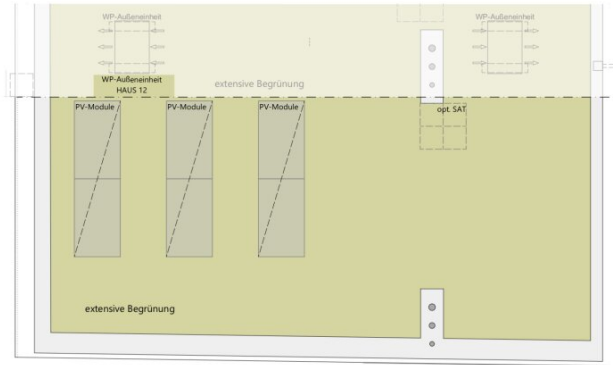 WP-Außeneinheit
WP-Außeneinheit
WP-Außeneinheit
HAUS 12
extensive Begrünung
PV-Module
PV-Module
PV-Module
opt. SAT
extensive Begrünung